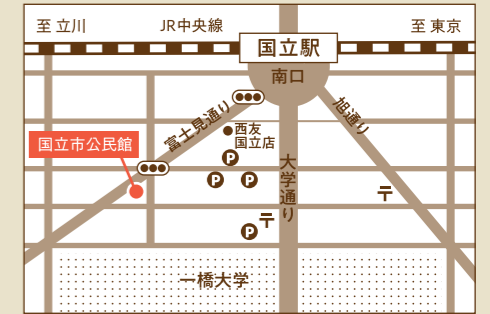 至 立川
JR中央線
至 東京
国立駅
南口
富士見通り
旭通り
西友
国立店
国立市公民館
P
P
P
大学通り
〒
〒
P
一橋大学